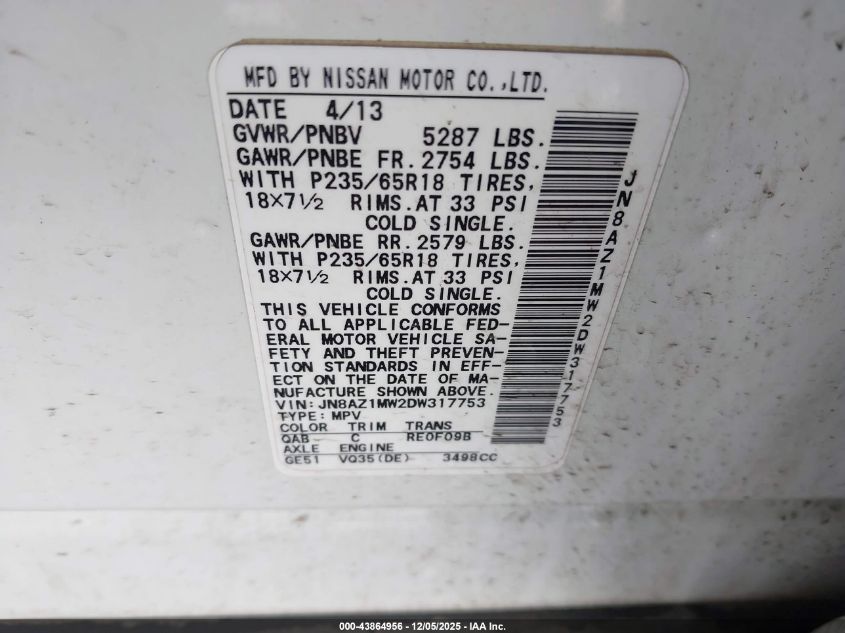 MFD BY NISSAN MOTOR CO.,LTD.
DATE 4/13
GVWR/PNBV 5287 LBS.
GAWR/PNBE FR. 2754 LBS.
WITH P235/65R18 TIRES,
18X7½ RIMS.AT 33 PSI
COLD SINGLE.
GAWR/PNBE RR. 2579 LBS.
WITH P235/65R18 TIRES,
18X7½ RIMS.AT 33 PSI
COLD SINGLE.
THIS VEHICLE CONFORMS
TO ALL APPLICABLE FED-
ERAL MOTOR VEHICLE SA-
FETY AND THEFT PREVEN-
TION STANDARDS IN EFF-
ECT ON THE DATE OF MA-
NUFACTURE SHOWN ABOVE.
VIN:JN8AZ1MW2DW317753
TYPE:MPV
COLOR TRIM TRANS
QAB C RE0F09B
AXLE ENGINE
GE51 VQ35(DE) 3498CC
JN8AZ1MW2DW317753
000-43864956 - 12/05/2025 - IAA Inc.